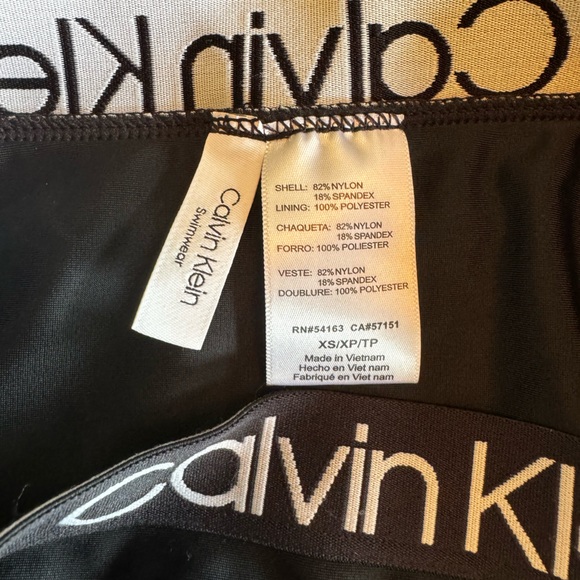 Calvin Kle
Calvin Klein
Swimwear
SHELL: 82% NYLON
18% SPANDEX
LINING: 100% POLYESTER
CHAQUETA: 82% NYLON
18% SPANDEX
FORRO: 100% POLIESTER
VESTE: 82% NYLON
18% SPANDEX
DOUBLURE: 100% POLYESTER
RN#54163 CA#57151
XS/XP/TP
Made in Vietnam
Hecho en Viet nam
Fabriqué en Viet nam
Calvin Kl